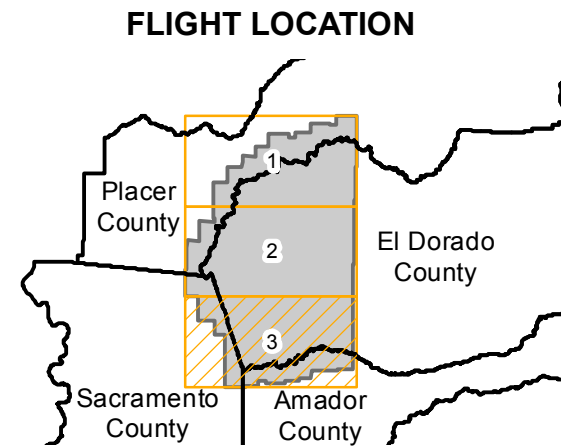 FLIGHT LOCATION
1
Placer
County
2
El Dorado
County
3
Sacramento
County
Amador
County